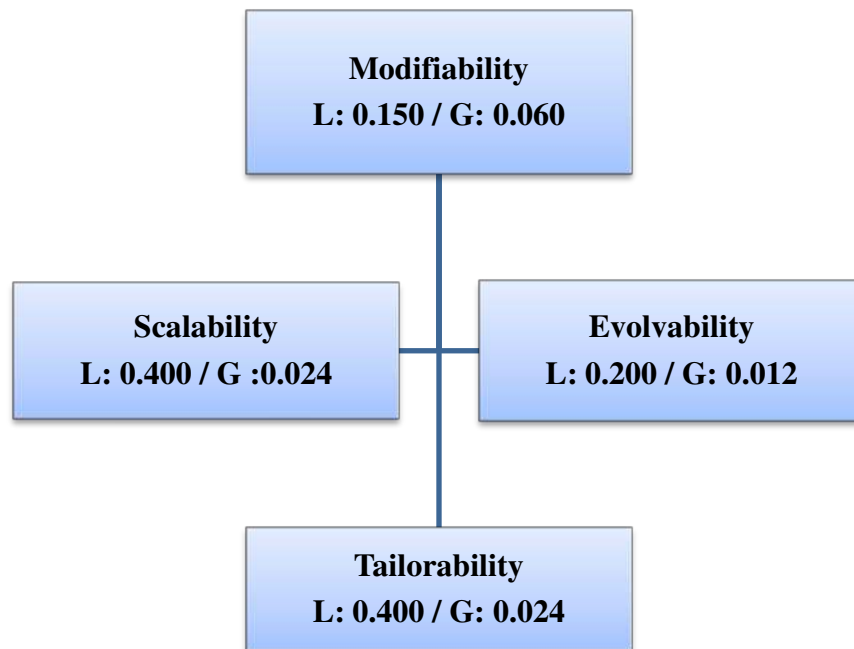 Modifiability
L: 0.150 / G: 0.060
Scalability
L: 0.400 / G :0.024
Evolvability
L: 0.200 / G: 0.012
Tailorability
L: 0.400 / G: 0.024